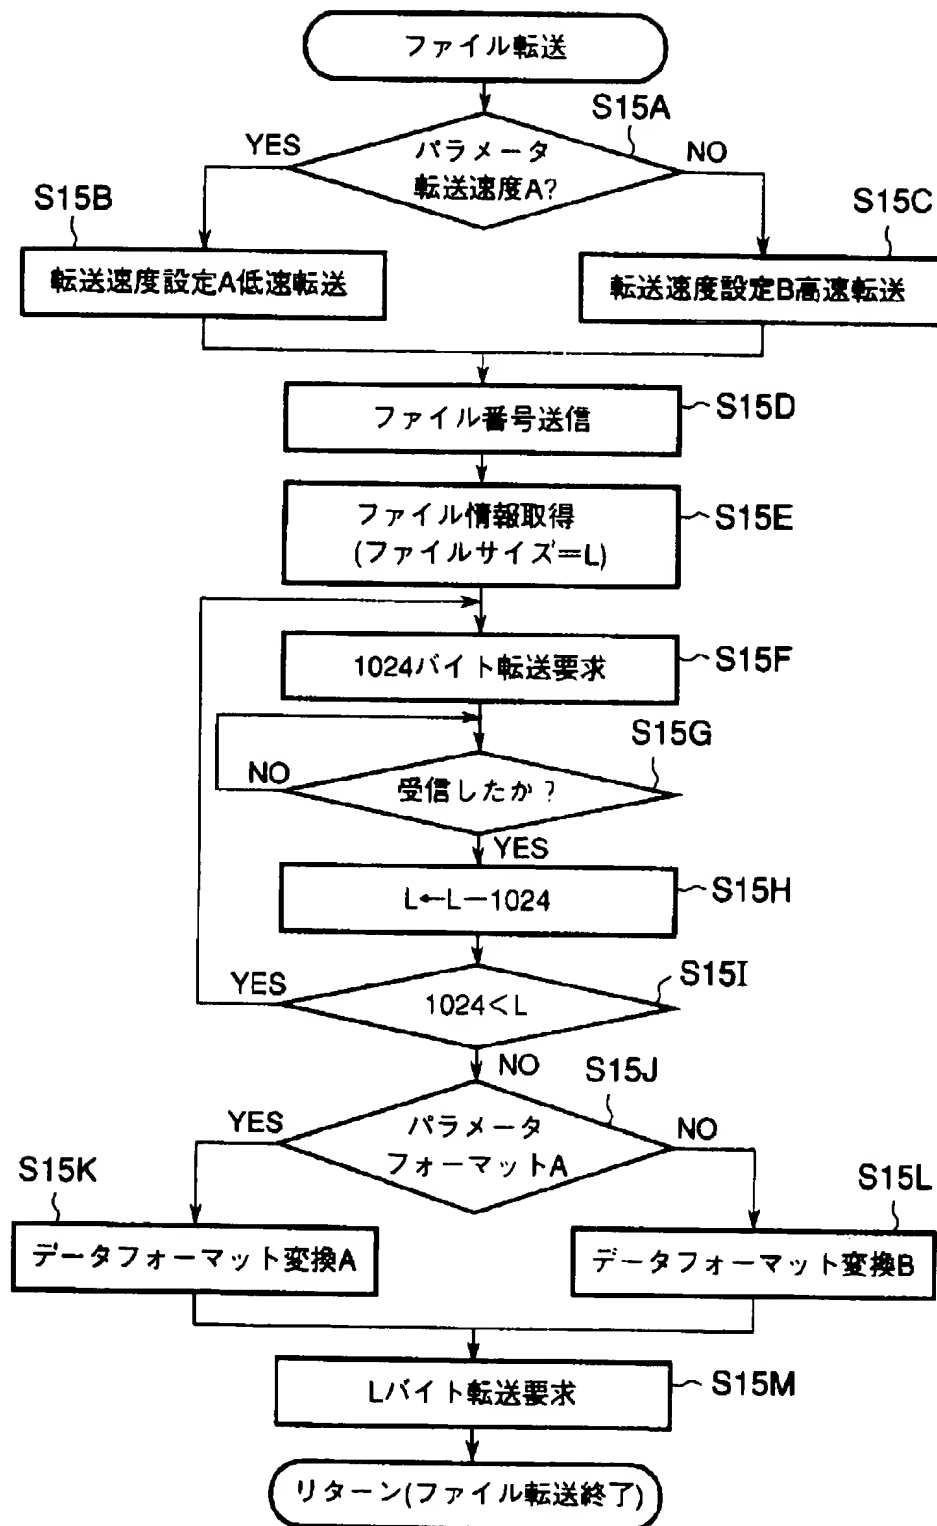 ファイル転送
S15A
YES
パラメータ
転送速度A?
NO
S15B
S15C
転送速度設定A低速転送
転送速度設定B高速転送
ファイル番号送信
S15D
ファイル情報取得
(ファイルサイズ=L)
S15E
1024バイト転送要求
S15F
S15G
NO
受信したか?
YES
L←L−1024
S15H
S15I
YES
1024<L
NO
S15J
YES
パラメータ
フォーマットA
NO
S15K
S15L
データフォーマット変換A
データフォーマット変換B
Lバイト転送要求
S15M
リターン(ファイル転送終了)